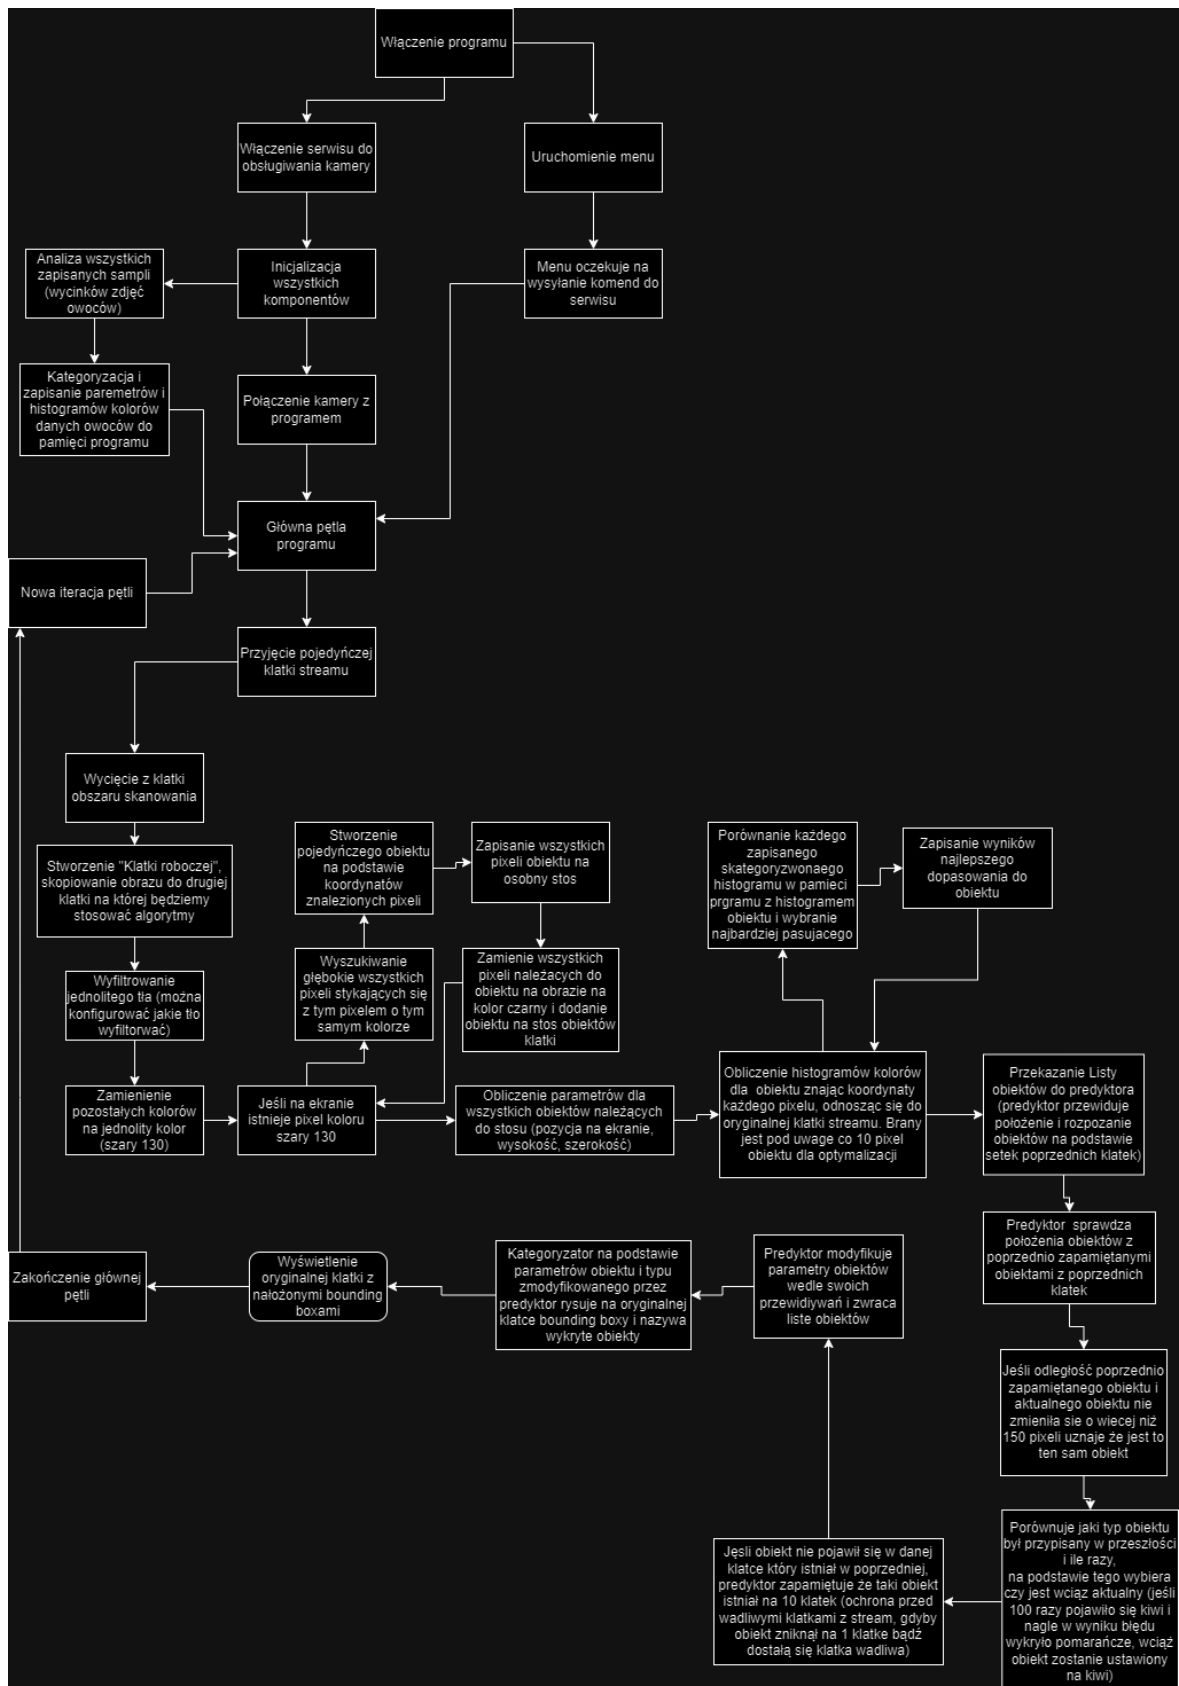 Włączenie programu
Włączenie serwisu do
obsługiwania kamery
Uruchomienie menu
Analiza wszystkich
zapisanych sampli
(wycinków zdjęć
owoców)
Inicjalizacja
wszystkich
komponentów
Menu oczekuje na
wysyłanie komend do
serwisu
Kategoryzacja i
zapisanie paremetrów i
histogramów kolorów
danych owoców do
pamięci programu
Połączenie kamery z
programem
Główna pętla
programu
Nowa iteracja pętli
Przyjęcie pojedyńczej
klatki streamu
Wycięcie z klatki
obszaru skanowania
Stworzenie "Klatki roboczej",
skopiowanie obrazu do drugiej
klatki na której będziemy
stosować algorytmy
Wyfiltrowanie
jednolitego tła (można
konfigurować jakie tło
wyfiltorwać)
Zamienienie
pozostałych kolorów
na jednolity kolor
(szary 130)
Jeśli na ekranie
istnieje pixel koloru
szary 130
Wyszukiwanie
głębokie wszystkich
pixeli stykających się
z tym pixelem o tym
samym kolorze
Stworzenie
pojedyńczego obiektu
na podstawie
koordynatów
znalezionych pixeli
Zapisanie wszystkich
pixeli obiektu na
osobny stos
Zamienie wszystkich
pixeli należących do
obiektu na obrazie na
kolor czarny i dodanie
obiektu na stos obiektów
klatki
Obliczenie parametrów dla
wszystkich obiektów należących
do stosu (pozycja na ekranie,
wysokość, szerokość)
Obliczenie histogramów kolorów
dla  obiektu znając koordynaty
każdego pixelu, odnosząc się do
oryginalnej klatki streamu. Brany
jest pod uwage co 10 pixel
obiektu dla optymalizacji
Porównanie każdego
zapisanego
skategoryzwonaego
histogramu w pamieci
prgramu z histogramem
obiektu i wybranie
najbardziej pasujacego
Zapisanie wyników
najlepszego
dopasowania do
obiektu
Przekazanie Listy
obiektów do predyktora
(predyktor przewiduje
położenie i rozpozanie
obiektów na podstawie
setek poprzednich klatek)
Predyktor  sprawdza
położenia obiektów z
poprzednio zapamiętanymi
obiektami z poprzednich
klatek
Jeśli odległość poprzednio
zapamiętanego obiektu i
aktualnego obiektu nie
zmieniła sie o wiecej niż
150 pixeli uznaje że jest to
ten sam obiekt
Porównuje jaki typ obiektu
był przypisany w przeszłości
i ile razy,
na podstawie tego wybiera
czy jest wciąz aktualny (jeśli
100 razy pojawiło się kiwi i
nagle w wyniku błędu
wykryło pomarańcze, wciąż
obiekt zostanie ustawiony
na kiwi)
Jęsli obiekt nie pojawił się w danej
klatce który istniał w poprzedniej,
predyktor zapamiętuje że taki obiekt
istniał na 10 klatek (ochrona przed
wadliwymi klatkami z stream, gdyby
obiekt zniknął na 1 klatke bądź
dostałą się klatka wadliwa)
Predyktor modyfikuje
parametry obiektów
wedle swoich
przewidywań i zwraca
liste obiektów
Kategoryzator na podstawie
parametrów obiektu i typu
zmodyfikowanego przez
predyktor rysuje na oryginalnej
klatce bounding boxy i nazywa
wykryte obiekty
Wyświetlenie
oryginalnej klatki z
nałożonymi bounding
boxami
Zakończenie głównej
pętli